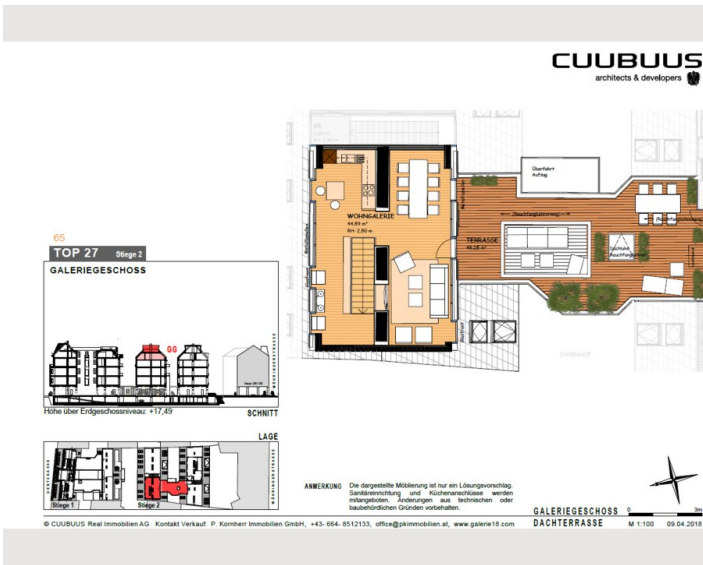 CUUBUUS
architects & developers
Überfahrt
Aufzug
WOHNGALERIE
44,89 m²
RH: 2,80 m
TERRASSE
65
TOP 27 Stiege 2
GALERIEGESCHOSS
GG
Höhe über Erdgeschossniveau: +17,49
SCHNITT
LAGE
Stiege 1
Stiege 2
ANMERKUNG Die dargestellte Möblierung ist nur ein Lösungsvorschlag.
Sanitäreinrichtung und Küchenanschlüsse werden
mitangeboten. Änderungen aus technischen oder
baubehördlichen Gründen vorbehalten.
GALERIEGESCHOSS 0 3m
DACHTERRASSE M 1:100 09.04.2018
© CUUBUUS Real Immobilien AG Kontakt Verkauf: P. Kornherr Immobilien GmbH, +43- 664- 8512133, office@pkimmobilien.at, www.galerie18.com